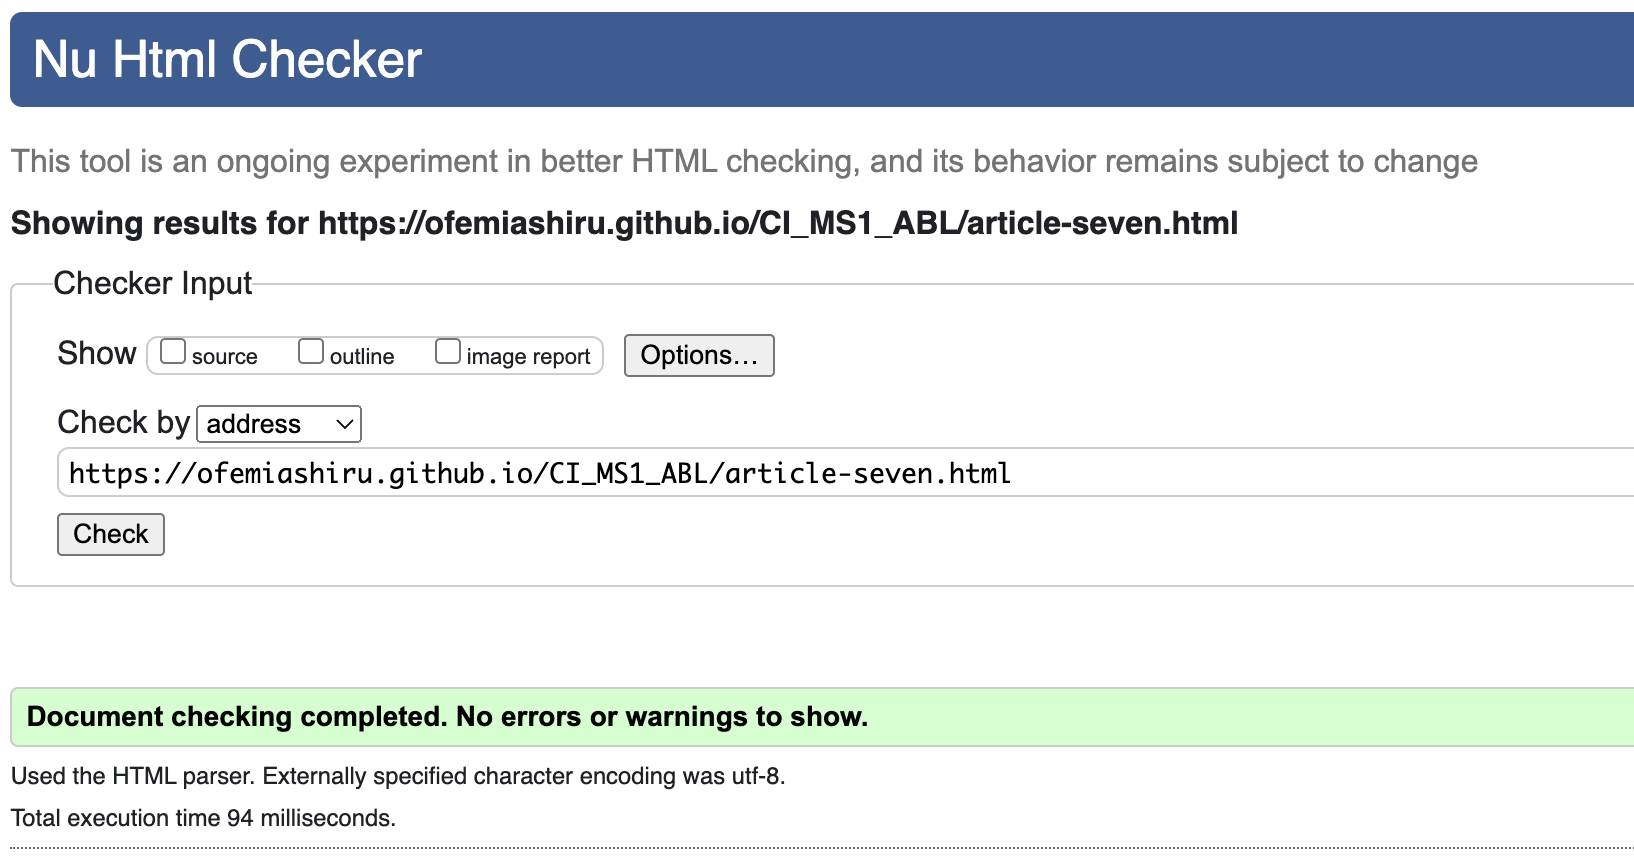 Nu Html Checker
This tool is an ongoing experiment in better HTML checking, and its behavior remains subject to change
Showing results for https://ofemiashiru.github.io/CI_MS1_ABL/article-seven.html
Checker Input
Show source outline image report Options…
Check by address
https://ofemiashiru.github.io/CI_MS1_ABL/article-seven.html
Check
Document checking completed. No errors or warnings to show.
Used the HTML parser. Externally specified character encoding was utf-8.
Total execution time 94 milliseconds.